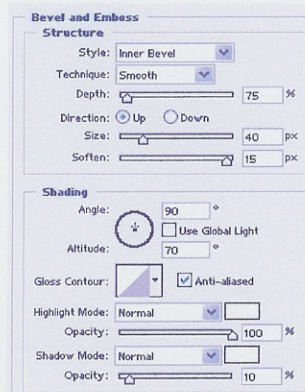 Bevel and Emboss
Structure
Style: Inner Bevel
Technique: Smooth
Depth: 75 %
Direction: Up Down
Size: 40 px
Soften: 15 px
Shading
Angle: 90 °
Use Global Light
Altitude: 70 °
Gloss Contour: Anti-aliased
Highlight Mode: Normal
Opacity: 100 %
Shadow Mode: Normal
Opacity: 10 %